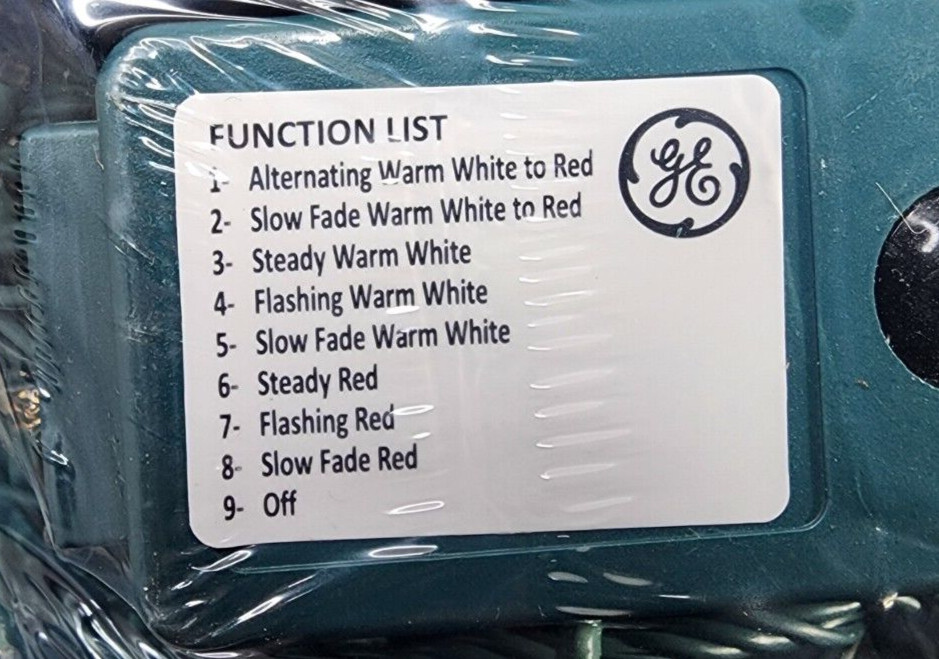 FUNCTION LIST
1- Alternating Warm White to Red
2- Slow Fade Warm White to Red
3- Steady Warm White
4- Flashing Warm White
5- Slow Fade Warm White
6- Steady Red
7- Flashing Red
8- Slow Fade Red
9- Off
GE